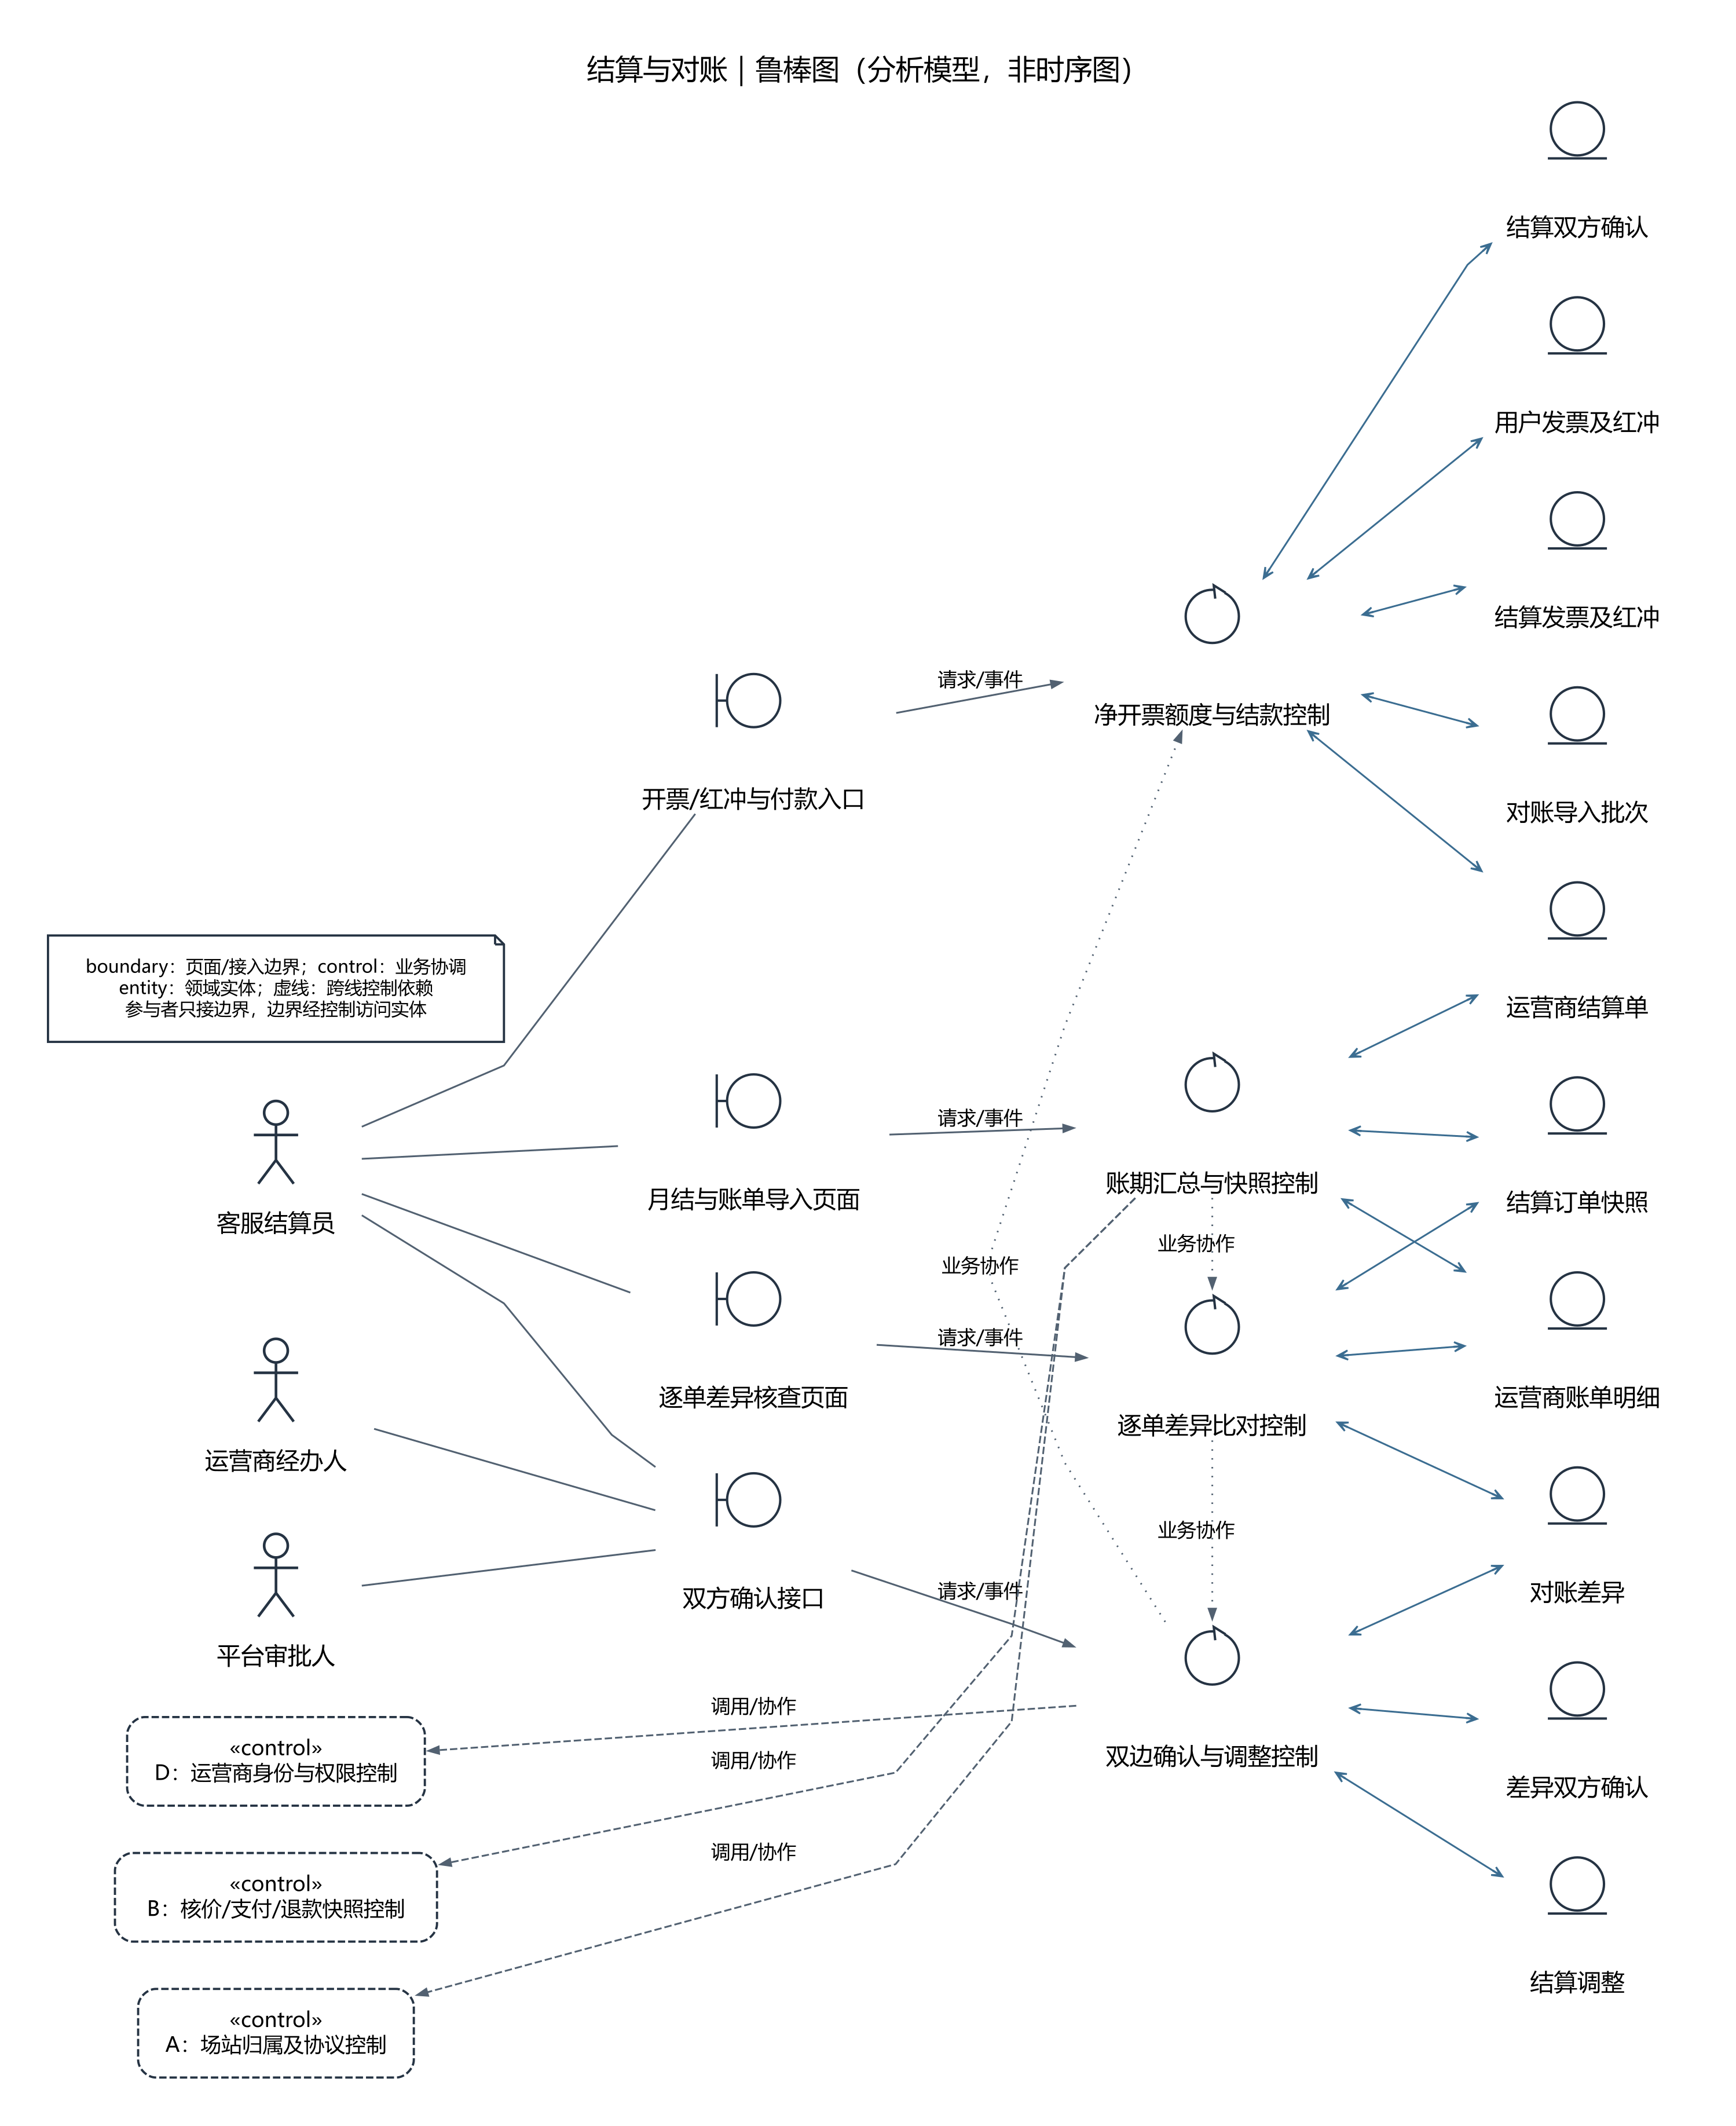 结算与对账 | 鲁棒图（分析模型，非时序图）
结算双方确认
用户发票及红冲
结算发票及红冲
请求/事件
净开票额度与结款控制
开票/红冲与付款入口
对账导入批次
boundary：页面/接入边界；control：业务协调
entity：领域实体；虚线：跨线控制依赖
参与者只接边界，边界经控制访问实体
运营商结算单
请求/事件
客服结算员
月结与账单导入页面
账期汇总与快照控制
结算订单快照
业务协作
业务协作
请求/事件
逐单差异核查页面
逐单差异比对控制
运营商账单明细
运营商经办人
业务协作
双方确认接口
请求/事件
对账差异
平台审批人
调用/协作
«control»
D：运营商身份与权限控制
调用/协作
双边确认与调整控制
差异双方确认
调用/协作
«control»
B：核价/支付/退款快照控制
结算调整
«control»
A：场站归属及协议控制